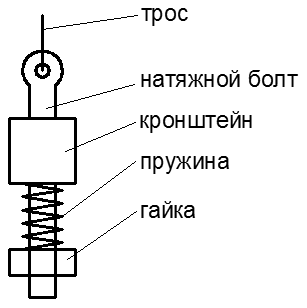 трос
натяжной болт
кронштейн
пружина
гайка